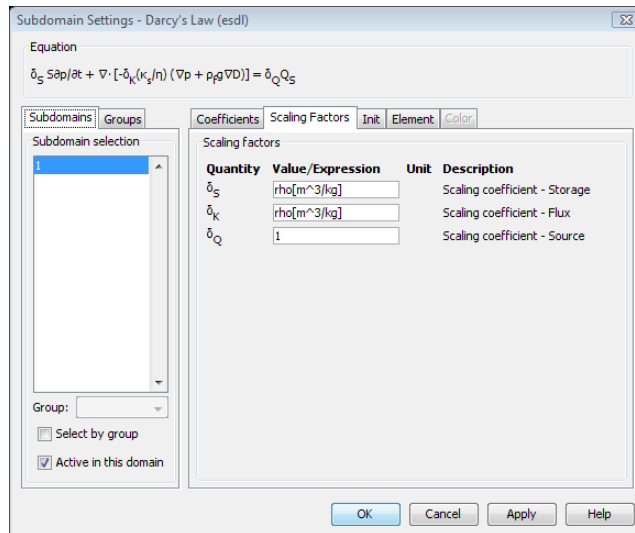 Subdomain Settings - Darcy's Law (esdl)
Equation
δS S∂p/∂t + ∇·[-δK(κs/η) (∇p + ρfg∇D)] = δQQS
Subdomains Groups
Subdomain selection
1
Group:
Select by group
Active in this domain
Coefficients Scaling Factors Init Element Color
Scaling factors
Quantity Value/Expression Unit Description
δS rho[m^3/kg] Scaling coefficient - Storage
δK rho[m^3/kg] Scaling coefficient - Flux
δQ 1 Scaling coefficient - Source
OK Cancel Apply Help